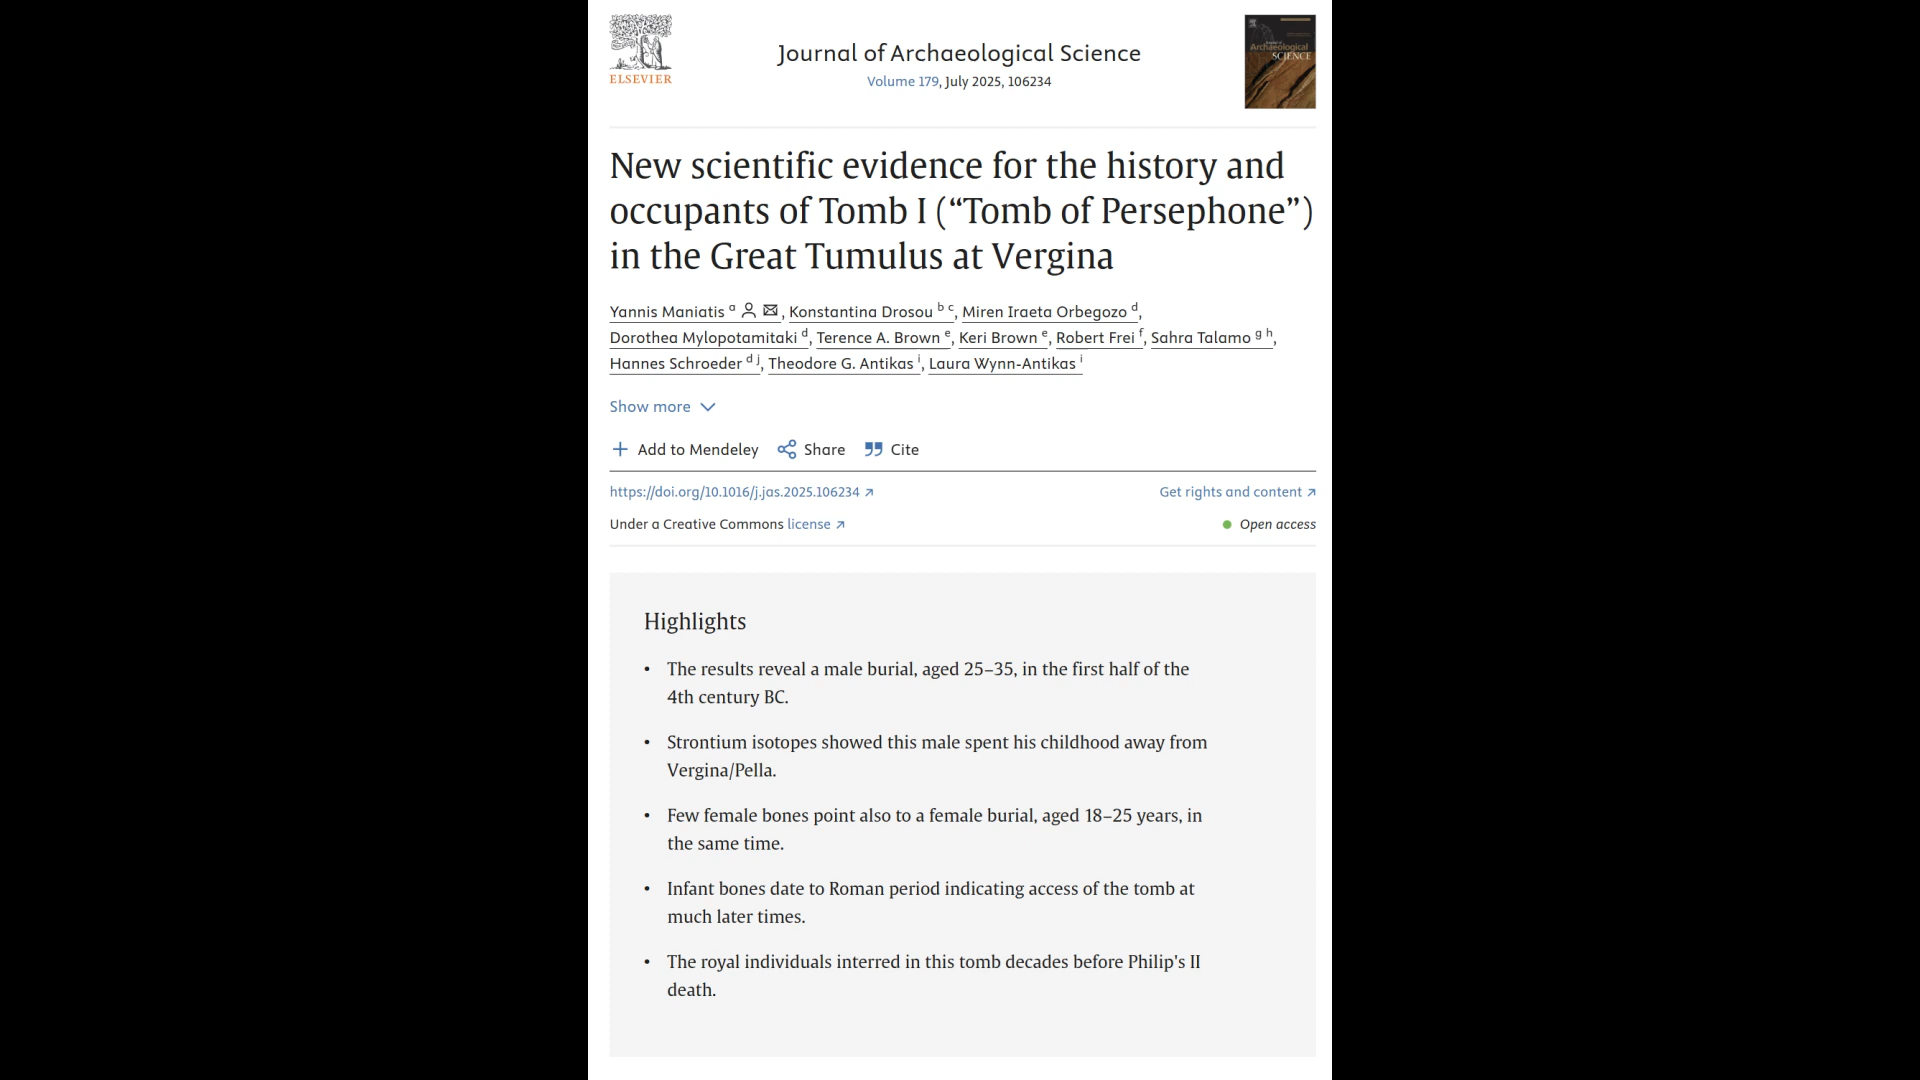 ELSEVIER
Journal of Archaeological Science
Volume 179, July 2025, 106234
Journal of
Archaeological
SCIENCE
New scientific evidence for the history and
occupants of Tomb I (“Tomb of Persephone”)
in the Great Tumulus at Vergina
Yannis Maniatis a, Konstantina Drosou b c, Miren Iraeta Orbegozo d,
Dorothea Mylopotamitaki d, Terence A. Brown e, Keri Brown e, Robert Frei f, Sahra Talamo g h,
Hannes Schroeder d j, Theodore G. Antikas i, Laura Wynn-Antikas i
Show more
Add to Mendeley Share Cite
https://doi.org/10.1016/j.jas.2025.106234 ↗ Get rights and content ↗
Under a Creative Commons license ↗ Open access
Highlights
• The results reveal a male burial, aged 25–35, in the first half of the
4th century BC.
• Strontium isotopes showed this male spent his childhood away from
Vergina/Pella.
• Few female bones point also to a female burial, aged 18–25 years, in
the same time.
• Infant bones date to Roman period indicating access of the tomb at
much later times.
• The royal individuals interred in this tomb decades before Philip's II
death.